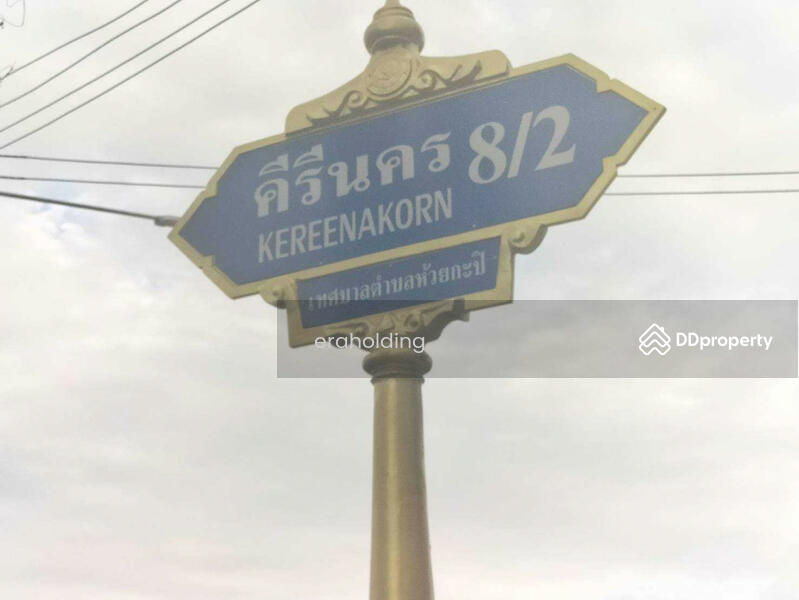 คีรีนคร 8/2
KEREENAKORN
เทศบาลตำบลห้วยกะปิ
eraholding
DDproperty